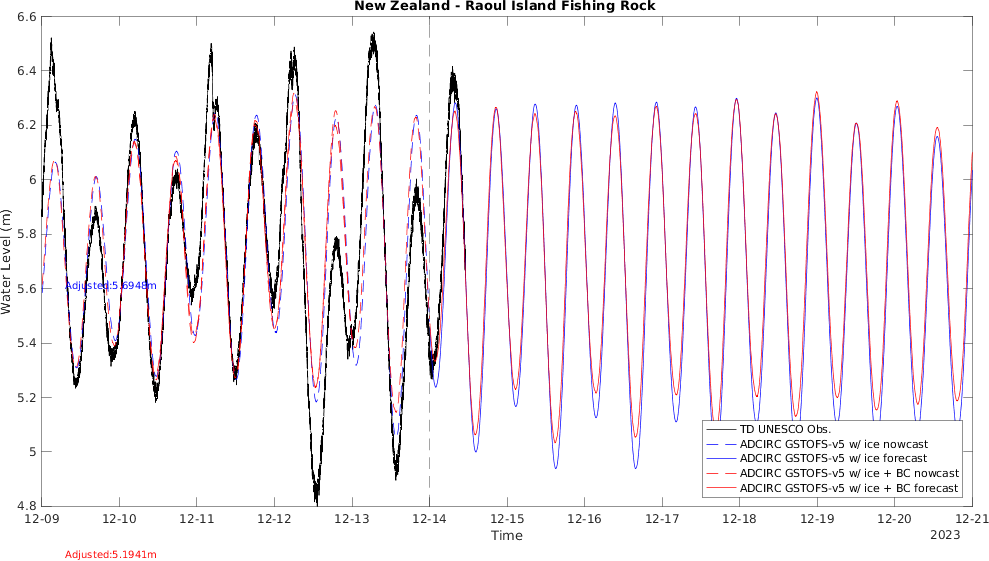 New Zealand - Raoul Island Fishing Rock
6.6
6.4
6.2
6
5.8
5.6
5.4
5.2
5
4.8
Water Level (m)
Adjusted:5.6948m
TD UNESCO Obs.
ADCIRC GSTOFS-v5 w/ ice nowcast
ADCIRC GSTOFS-v5 w/ ice forecast
ADCIRC GSTOFS-v5 w/ ice + BC nowcast
ADCIRC GSTOFS-v5 w/ ice + BC forecast
12-09 12-10 12-11 12-12 12-13 12-14 12-15 12-16 12-17 12-18 12-19 12-20 12-21
Time
2023
Adjusted:5.1941m